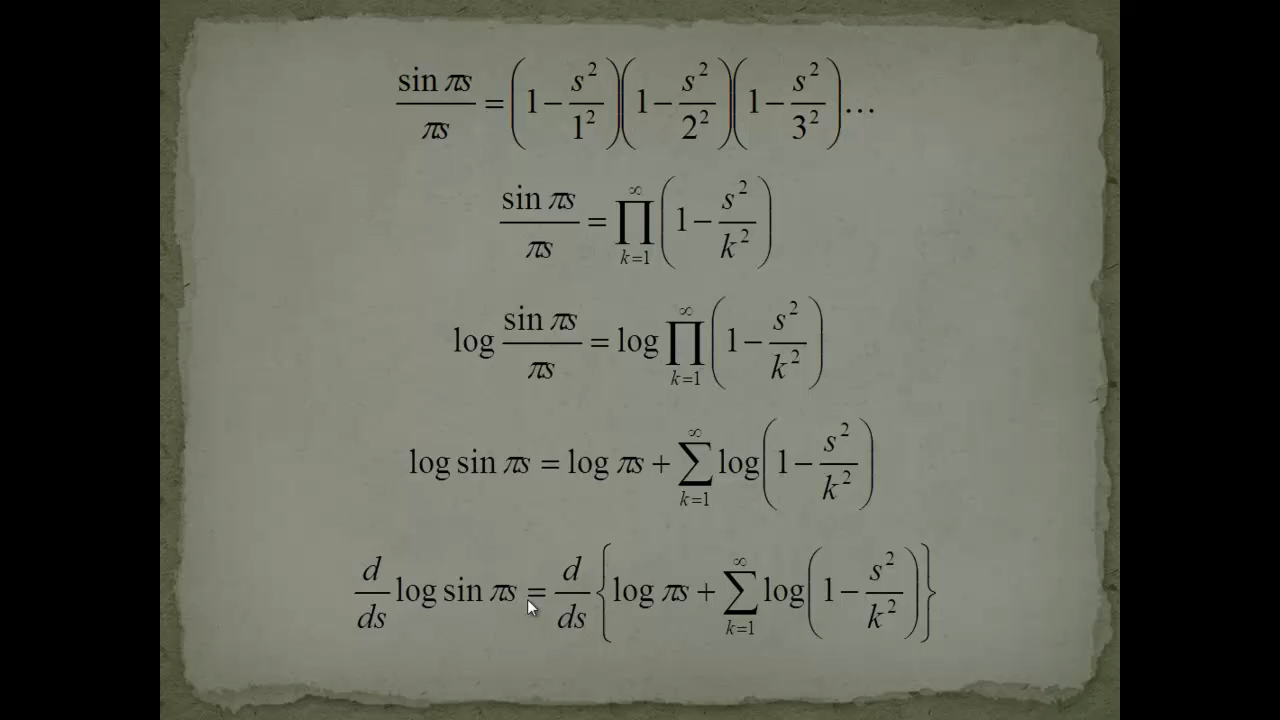 sin πs / πs = (1 − s²/1²)(1 − s²/2²)(1 − s²/3²)…
sin πs / πs = ∏_{k=1}^{∞} (1 − s²/k²)
log sin πs / πs = log ∏_{k=1}^{∞} (1 − s²/k²)
log sin πs = log πs + ∑_{k=1}^{∞} log(1 − s²/k²)
d/ds log sin πs = d/ds {log πs + ∑_{k=1}^{∞} log(1 − s²/k²)}